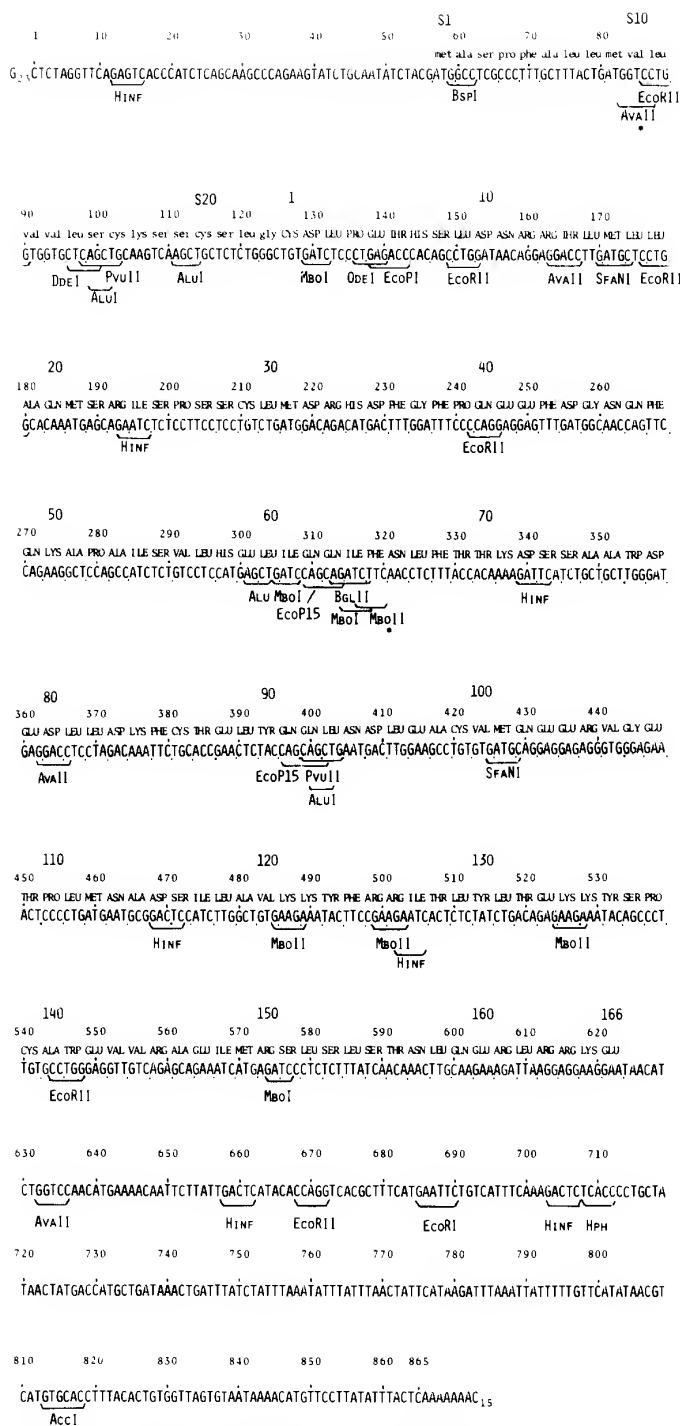 S1 S10
1 10 20 30 40 50 60 70 80
met ala ser pro phe ala leu leu met val leu
G₂₃CTCTAGGTTCAGAGTCACCCATCTCAGCAAGCCCAGAAGTATCTGCAATATCTACGATGGCCTCGCCCTTTGCTTTACTGATGGTCCTG
HINF BSPI ECORII
AVAII
*
S20 1 10
90 100 110 120 130 140 150 160 170
val val leu ser cys lys ser ser cys ser leu gly CYS ASP LEU PRO GLU THR HIS SER LEU ASP ASN ARG ARG THR LEU MET LEU LEU
GTGGTGCTCAGCTGCAAGTCAAGCTGCTCTCTGGGCTGTGATCTCCCTGAGACCCACAGCCTGGATAACAGGAGGACCTTGATGCTCCTG
DDEI PVUII ALUI MBOI DDEI ECOPI ECORII AVAII SFANI ECORII
ALUI
20 30 40
180 190 200 210 220 230 240 250 260
ALA GLN MET SER ARG ILE SER PRO SER SER CYS LEU MET ASP ARG HIS ASP PHE GLY PHE PRO GLN GLU GLU PHE ASP GLY ASN GLN PHE
GCACAAATGAGCAGAATCTCTCCTTCCTCCTGTCTGATGGACAGACATGACTTTGGATTTCCCCAGGAGGAGTTTGATGGCAACCAGTTC
HINF ECORII
50 60 70
270 280 290 300 310 320 330 340 350
GLN LYS ALA PRO ALA ILE SER VAL LEU HIS GLU LEU ILE GLN GLN ILE PHE ASN LEU PHE THR THR LYS ASP SER SER ALA ALA TRP ASP
CAGAAGGCTCCAGCCATCTCTGTCCTCCATGAGCTGATCCAGCAGATCTTCAACCTCTTTACCACAAAAGATTCATCTGCTGCTTGGGAT
ALU MBOI / BGLII HINF
ECOP15 MBOI MBOII
*
80 90 100
360 370 380 390 400 410 420 430 440
GLU ASP LEU LEU ASP LYS PHE CYS THR GLU LEU TYR GLN GLN LEU ASN ASP LEU GLU ALA CYS VAL MET GLN GLU GLU ARG VAL GLY GLU
GAGGACCTCCTAGACAAATTCTGCACCGAACTCTACCAGCAGCTGAATGACTTGGAAGCCTGTGTGATGCAGGAGGAGAGGGTGGGAGAA
AVAII ECOP15 PVUII SFANI
ALUI
110 120 130
450 460 470 480 490 500 510 520 530
THR PRO LEU MET ASN ALA ASP SER ILE LEU ALA VAL LYS LYS TYR PHE ARG ARG ILE THR LEU TYR LEU THR GLU LYS LYS TYR SER PRO
ACTCCCCTGATGAATGCGGACTCCATCTTGGCTGTGAAGAAATACTTCCGAAGAATCACTCTCTATCTGACAGAGAAGAAATACAGCCCT
HINF MBOII MBOII MBOII
HINF
140 150 160 166
540 550 560 570 580 590 600 610 620
CYS ALA TRP GLU VAL VAL ARG ALA GLU ILE MET ARG SER LEU SER LEU SER THR ASN LEU GLN GLU ARG LEU ARG ARG LYS GLU
TGTGCCTGGGAGGTTGTCAGAGCAGAAATCATGAGATCCCTCTCTTTATCAACAAACTTGCAAGAAAGATTAAGGAGGAAGGAATAACAT
ECORII MBOI
630 640 650 660 670 680 690 700 710
CTGGTCCAACATGAAAACAATTCTTATTGACTCATACACCAGGTCACGCTTTCATGAATTCTGTCATTTCAAAGACTCTCACCCCTGCTA
AVAII HINF ECORII ECORI HINF HPH
720 730 740 750 760 770 780 790 800
TAACTATGACCATGCTGATAAACTGATTTATCTATTTAAATATTTATTTAACTATTCATAAGATTTAAATTATTTTTGTTCATATAACGT
810 820 830 840 850 860 865
CATGTGCACCTTTACACTGTGGTTAGTGTAATAAAACATGTTCCTTATATTTACTCAAAAAAAC₁₅
ACCI